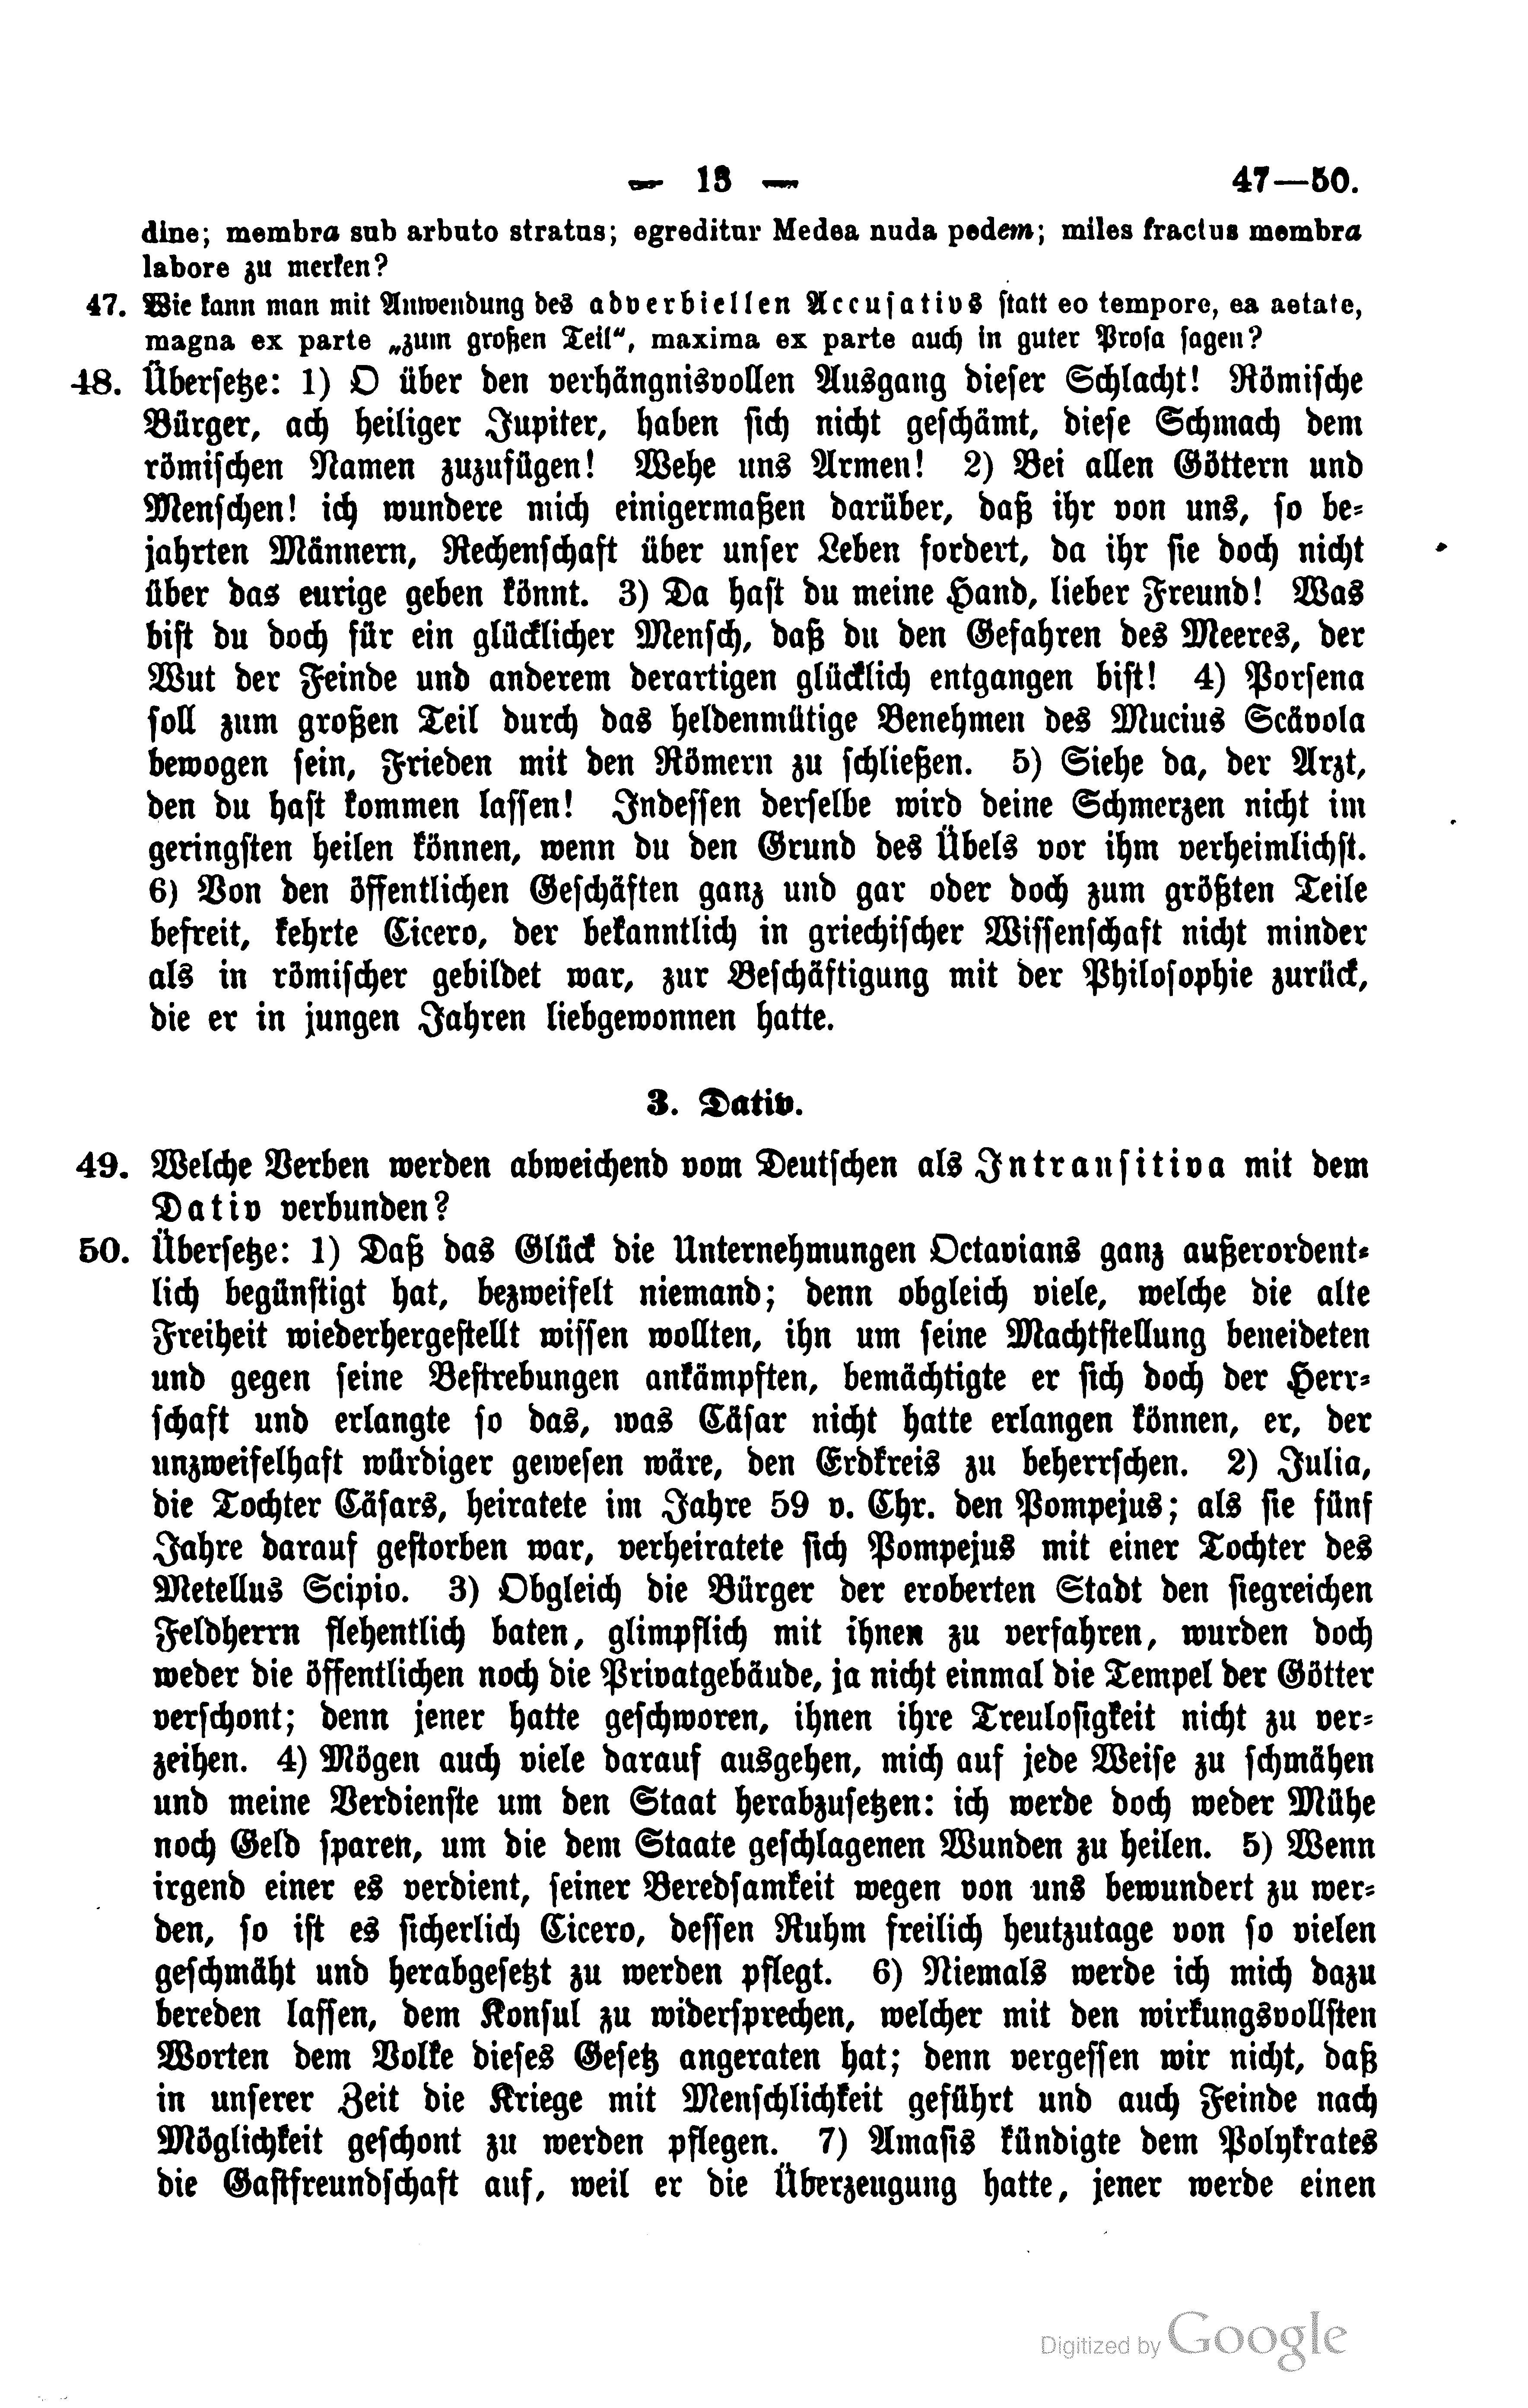 — 13 — 47—50.
dine; membra sub arbuto stratus; egreditur Medea nuda pedem; miles fractus membra
labore zu merken?
47. Wie kann man mit Anwendung des adverbiellen Accusativs statt eo tempore, ea aetate,
magna ex parte „zum großen Teil“, maxima ex parte auch in guter Prosa sagen?
48. Übersetze: 1) O über den verhängnisvollen Ausgang dieser Schlacht! Römische
Bürger, ach heiliger Jupiter, haben sich nicht geschämt, diese Schmach dem
römischen Namen zuzufügen! Wehe uns Armen! 2) Bei allen Göttern und
Menschen! ich wundere mich einigermaßen darüber, daß ihr von uns, so be-
jahrten Männern, Rechenschaft über unser Leben fordert, da ihr sie doch nicht
über das eurige geben könnt. 3) Da hast du meine Hand, lieber Freund! Was
bist du doch für ein glücklicher Mensch, daß du den Gefahren des Meeres, der
Wut der Feinde und anderem derartigen glücklich entgangen bist! 4) Porsena
soll zum großen Teil durch das heldenmütige Benehmen des Mucius Scävola
bewogen sein, Frieden mit den Römern zu schließen. 5) Siehe da, der Arzt,
den du hast kommen lassen! Indessen derselbe wird deine Schmerzen nicht im
geringsten heilen können, wenn du den Grund des Übels vor ihm verheimlichst.
6) Von den öffentlichen Geschäften ganz und gar oder doch zum größten Teile
befreit, kehrte Cicero, der bekanntlich in griechischer Wissenschaft nicht minder
als in römischer gebildet war, zur Beschäftigung mit der Philosophie zurück,
die er in jungen Jahren liebgewonnen hatte.
3. Dativ.
49. Welche Verben werden abweichend vom Deutschen als Intransitiva mit dem
Dativ verbunden?
50. Übersetze: 1) Daß das Glück die Unternehmungen Octavians ganz außerordent-
lich begünstigt hat, bezweifelt niemand; denn obgleich viele, welche die alte
Freiheit wiederhergestellt wissen wollten, ihn um seine Machtstellung beneideten
und gegen seine Bestrebungen ankämpften, bemächtigte er sich doch der Herr-
schaft und erlangte so das, was Cäsar nicht hatte erlangen können, er, der
unzweifelhaft würdiger gewesen wäre, den Erdkreis zu beherrschen. 2) Julia,
die Tochter Cäsars, heiratete im Jahre 59 v. Chr. den Pompejus; als sie fünf
Jahre darauf gestorben war, verheiratete sich Pompejus mit einer Tochter des
Metellus Scipio. 3) Obgleich die Bürger der eroberten Stadt den siegreichen
Feldherrn flehentlich baten, glimpflich mit ihnen zu verfahren, wurden doch
weder die öffentlichen noch die Privatgebäude, ja nicht einmal die Tempel der Götter
verschont; denn jener hatte geschworen, ihnen ihre Treulosigkeit nicht zu ver-
zeihen. 4) Mögen auch viele darauf ausgehen, mich auf jede Weise zu schmähen
und meine Verdienste um den Staat herabzusetzen: ich werde doch weder Mühe
noch Geld sparen, um die dem Staate geschlagenen Wunden zu heilen. 5) Wenn
irgend einer es verdient, seiner Beredsamkeit wegen von uns bewundert zu wer-
den, so ist es sicherlich Cicero, dessen Ruhm freilich heutzutage von so vielen
geschmäht und herabgesetzt zu werden pflegt. 6) Niemals werde ich mich dazu
bereden lassen, dem Konsul zu widersprechen, welcher mit den wirkungsvollsten
Worten dem Volke dieses Gesetz angeraten hat; denn vergessen wir nicht, daß
in unserer Zeit die Kriege mit Menschlichkeit geführt und auch Feinde nach
Möglichkeit geschont zu werden pflegen. 7) Amasis kündigte dem Polykrates
die Gastfreundschaft auf, weil er die Überzeugung hatte, jener werde einen
Digitized by Google